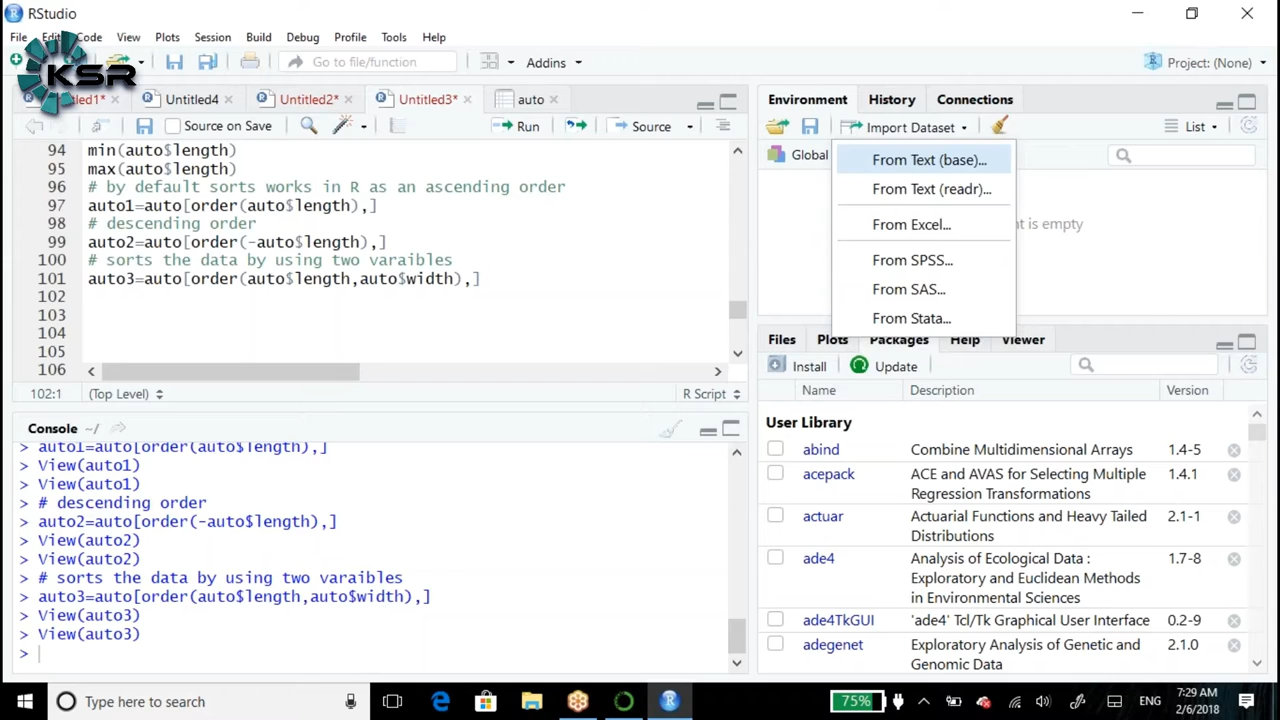 RStudio
File Edit Code View Plots Session Build Debug Profile Tools Help
KSR
Go to file/function
Addins
Project: (None)
Untitled4
Untitled2*
Untitled3*
auto
Source on Save
Run
Source
94 min(auto$length)
95 max(auto$length)
96 # by default sorts works in R as an ascending order
97 auto1=auto[order(auto$length),]
98 # descending order
99 auto2=auto[order(-auto$length),]
100 # sorts the data by using two varaibles
101 auto3=auto[order(auto$length,auto$width),]
102
103
104
105
106
102:1 (Top Level) R Script
Console ~/
> auto1=auto[order(auto$length),]
> View(auto1)
> View(auto1)
> # descending order
> auto2=auto[order(-auto$length),]
> View(auto2)
> View(auto2)
> # sorts the data by using two varaibles
> auto3=auto[order(auto$length,auto$width),]
> View(auto3)
> View(auto3)
>
Environment History Connections
Import Dataset
List
Global
From Text (base)...
From Text (readr)...
From Excel...
From SPSS...
From SAS...
From Stata...
nt is empty
Files Plots Packages Help Viewer
Install Update
Name Description Version
User Library
abind Combine Multidimensional Arrays 1.4-5
acepack ACE and AVAS for Selecting Multiple 1.4.1
Regression Transformations
actuar Actuarial Functions and Heavy Tailed 2.1-1
Distributions
ade4 Analysis of Ecological Data : 1.7-8
Exploratory and Euclidean Methods
in Environmental Sciences
ade4TkGUI 'ade4' Tcl/Tk Graphical User Interface 0.2-9
adegenet Exploratory Analysis of Genetic and 2.1.0
Genomic Data
Type here to search
75%
ENG
7:29 AM
2/6/2018